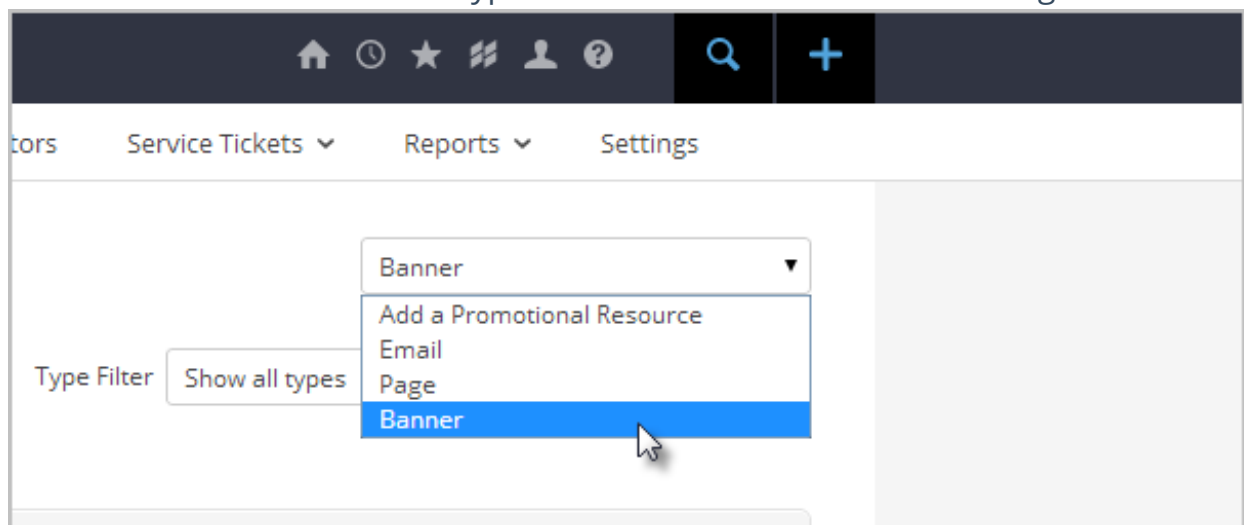 tors Service Tickets Reports Settings
Banner
Add a Promotional Resource
Email
Type Filter Show all types
Page
Banner